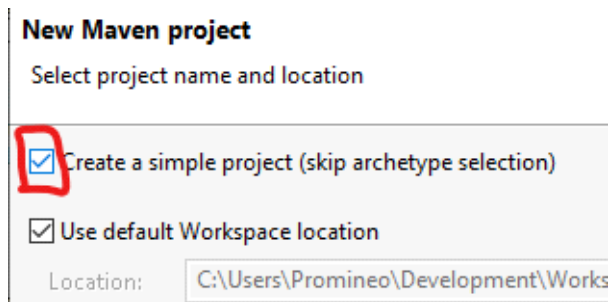 New Maven project
Select project name and location
Create a simple project (skip archetype selection)
Use default Workspace location
Location: C:\Users\Promineo\Development\Works